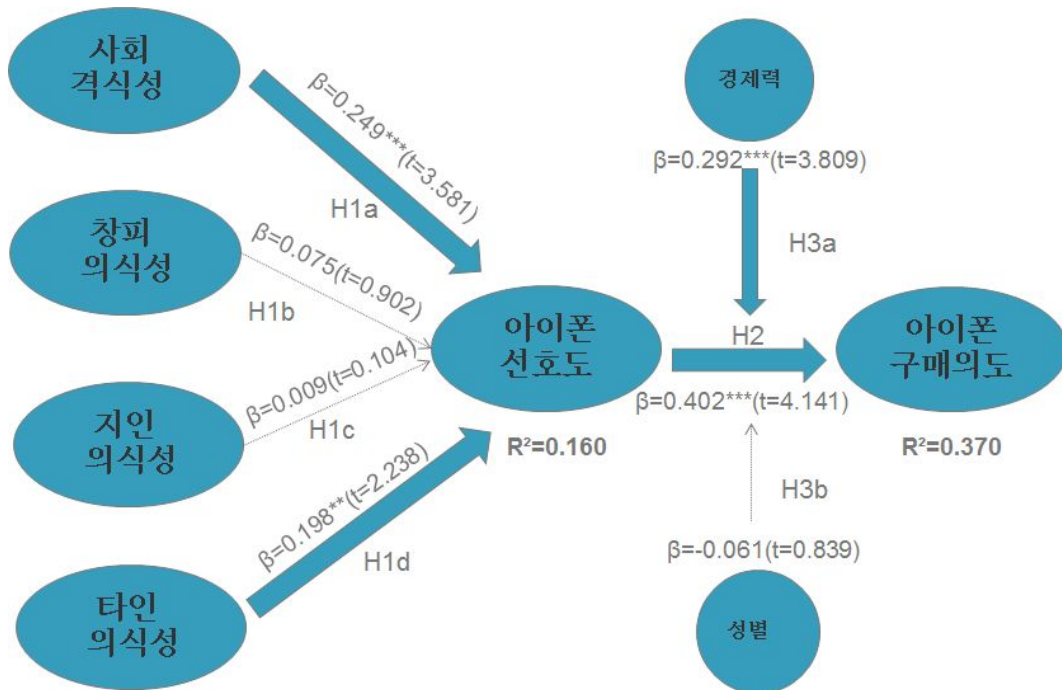 사회
격식성
β=0.249***(t=3.581)
H1a
창피
의식성
β=0.075(t=0.902)
H1b
지인
의식성
β=0.009(t=0.104)
H1c
타인
의식성
β=0.198**(t=2.238)
H1d
아이폰
선호도
R²=0.160
경제력
β=0.292***(t=3.809)
H3a
H2
β=0.402***(t=4.141)
아이폰
구매의도
R²=0.370
H3b
β=-0.061(t=0.839)
성별